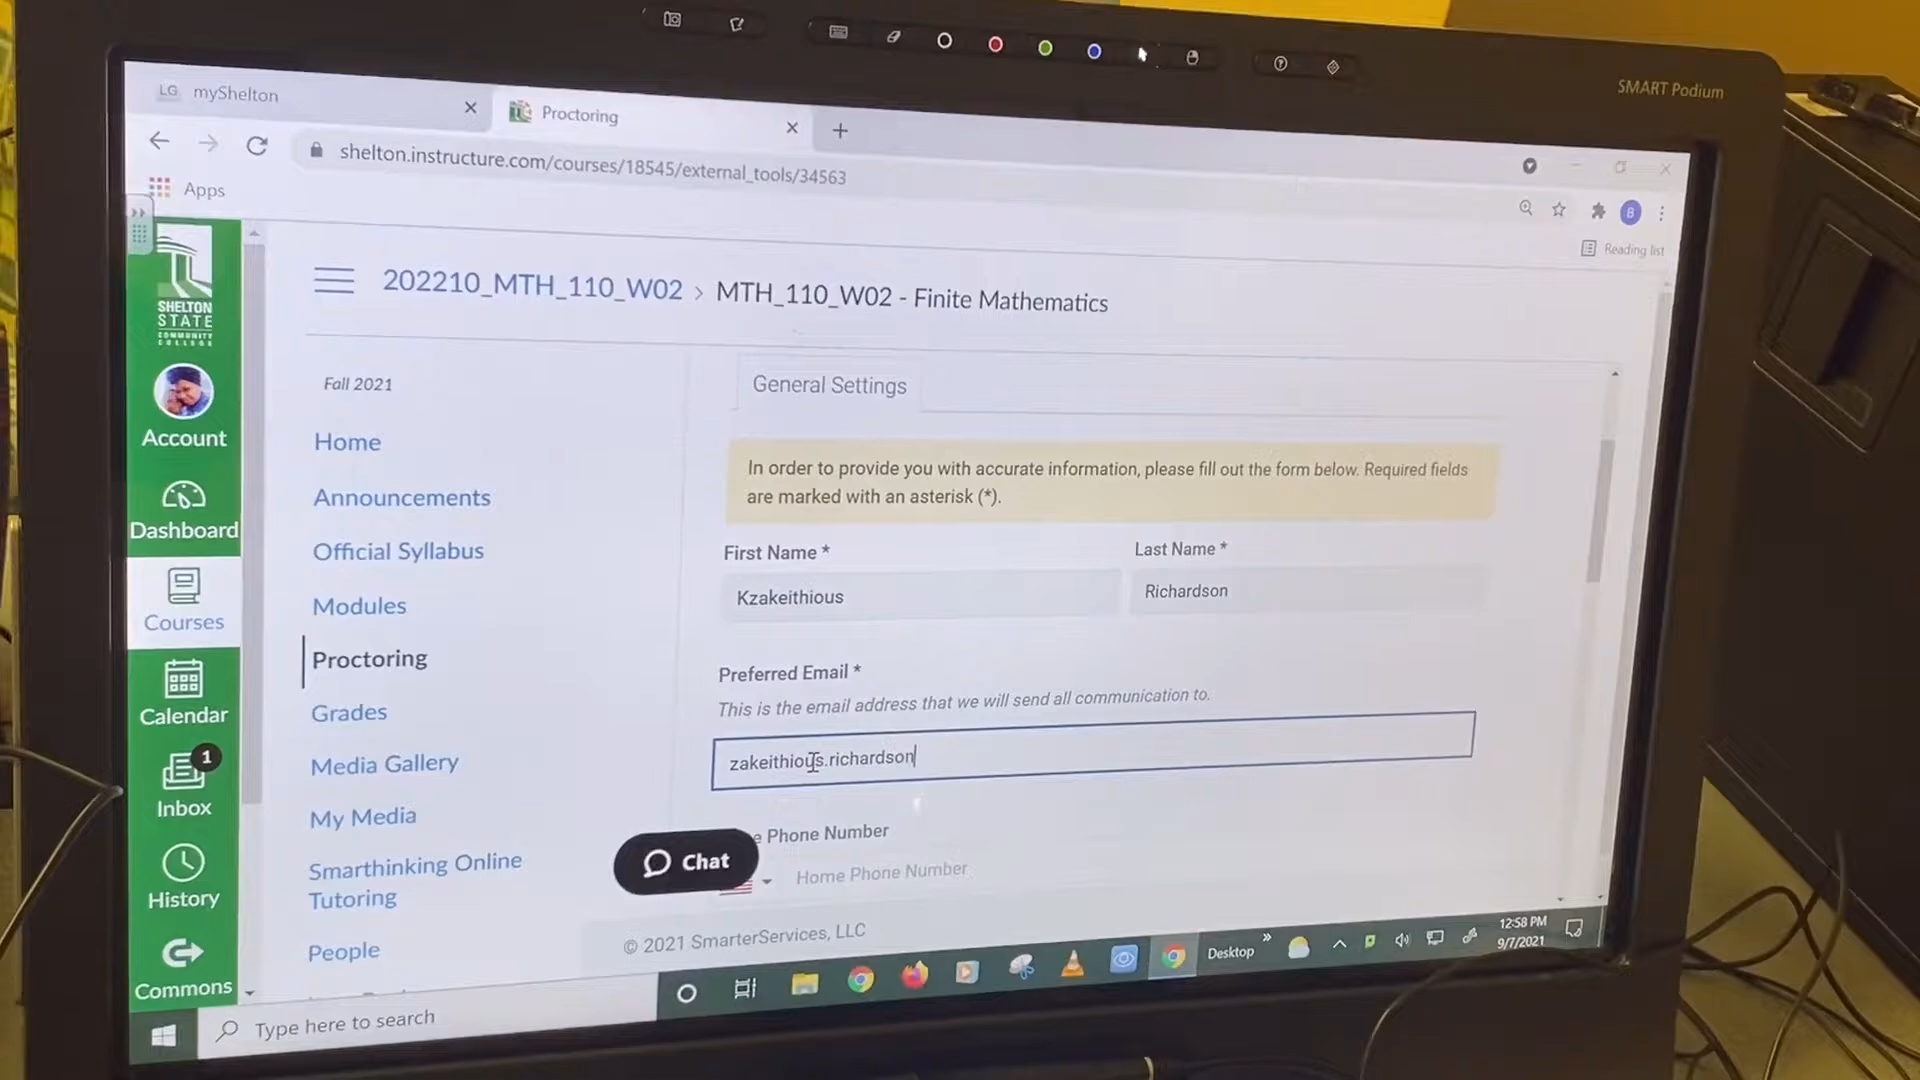 SMART Podium
LG myShelton
Proctoring
shelton.instructure.com/courses/18545/external_tools/34563
Apps
B
Reading list
SHELTON
STATE
COMMUNITY
COLLEGE
202210_MTH_110_W02 > MTH_110_W02 - Finite Mathematics
Account
Dashboard
Courses
Calendar
1
Inbox
History
Commons
Fall 2021
Home
Announcements
Official Syllabus
Modules
Proctoring
Grades
Media Gallery
My Media
Smarthinking Online
Tutoring
People
General Settings
In order to provide you with accurate information, please fill out the form below. Required fields
are marked with an asterisk (*).
First Name *
Last Name *
Kzakeithious
Richardson
Preferred Email *
This is the email address that we will send all communication to.
zakeithious.richardson
e Phone Number
Chat
Home Phone Number
© 2021 SmarterServices, LLC
Type here to search
Desktop
12:58 PM
9/7/2021